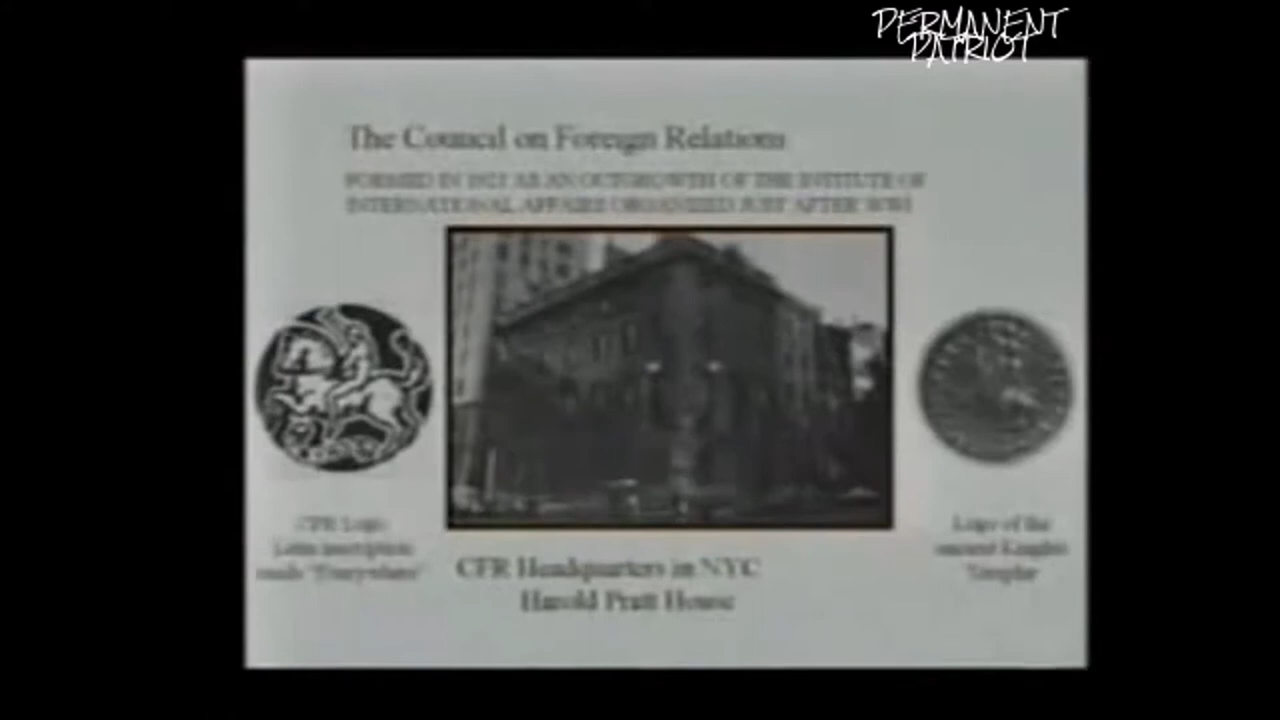 PERMANENT
PATRIOT
The Council on Foreign Relations
FORMED IN 1921 AS AN OUTGROWTH OF THE INSTITUTE OF
INTERNATIONAL AFFAIRS ORGANIZED JUST AFTER WWI
CFR Logo
Latin inscription
reads "Everywhere"
CFR Headquarters in NYC
Harold Pratt House
Logo of the
ancient Knights
Templar